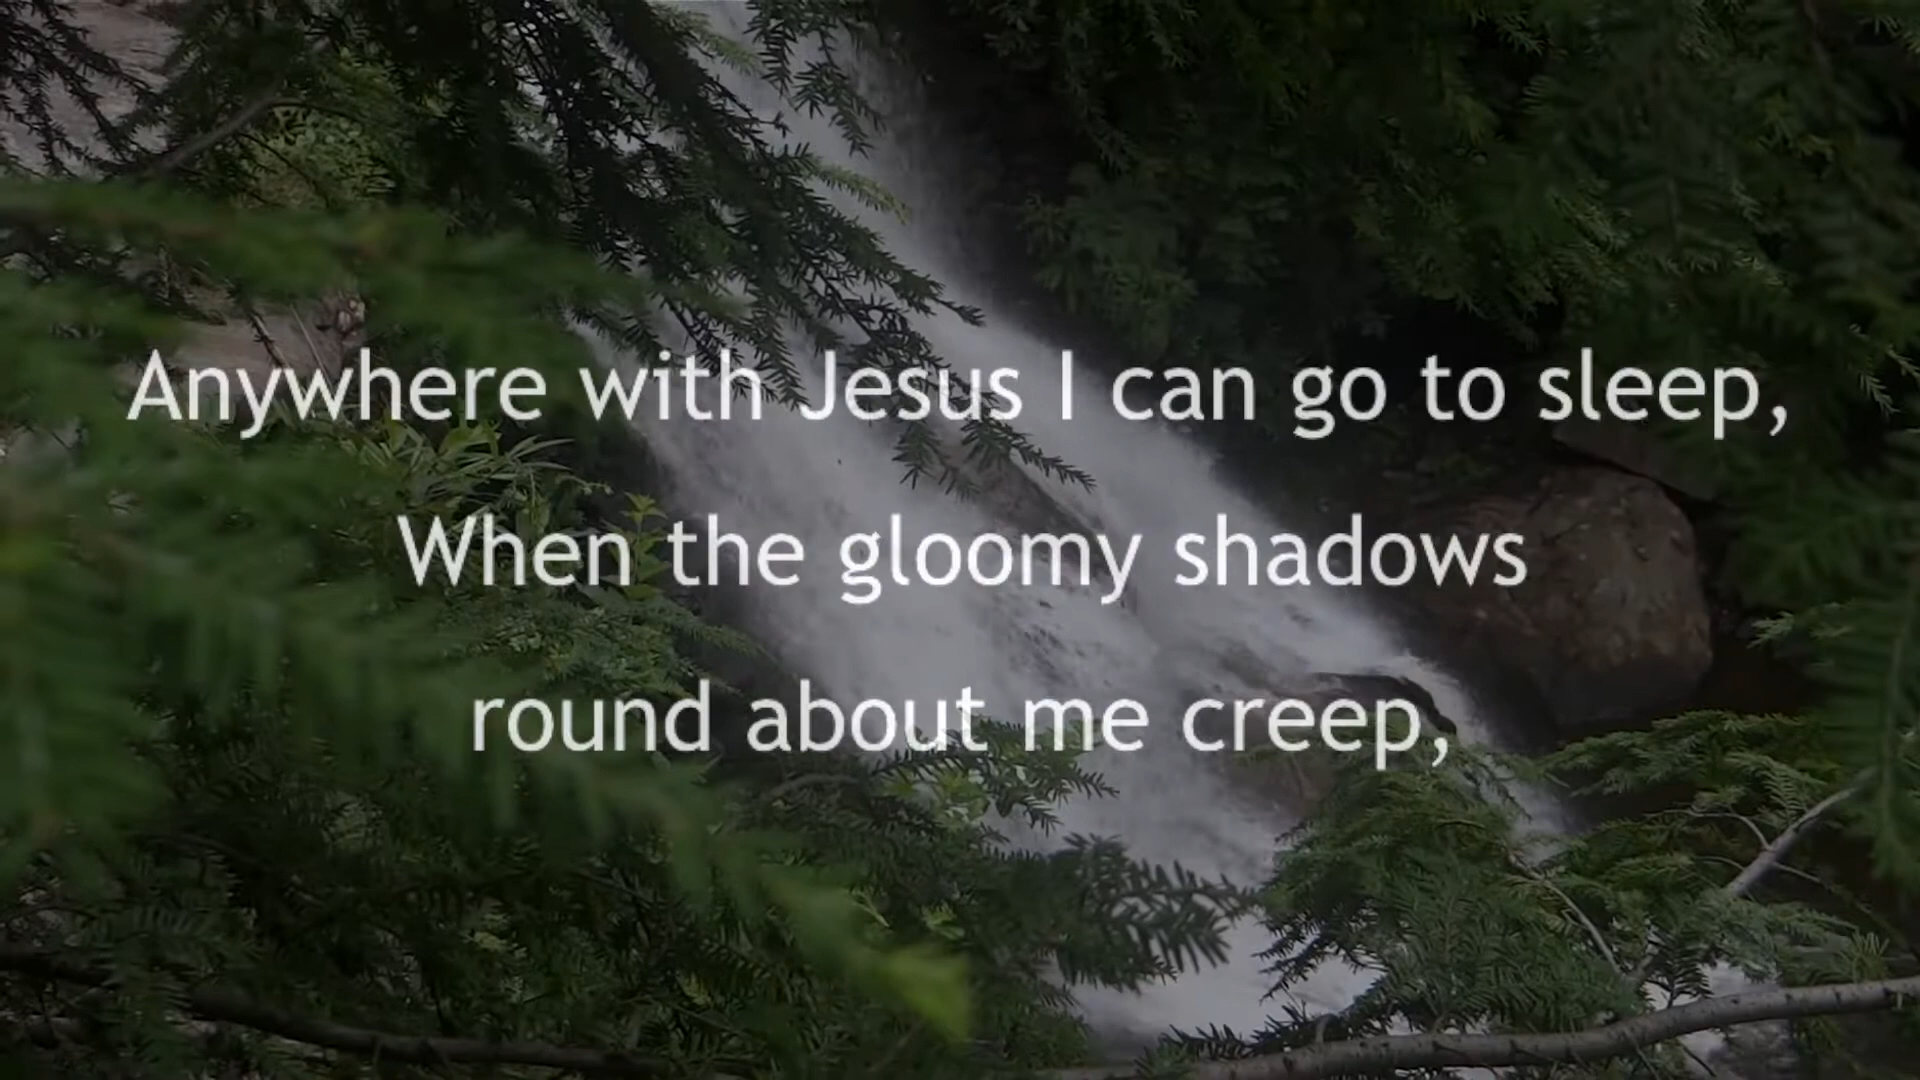 Anywhere with Jesus I can go to sleep,
When the gloomy shadows
round about me creep,